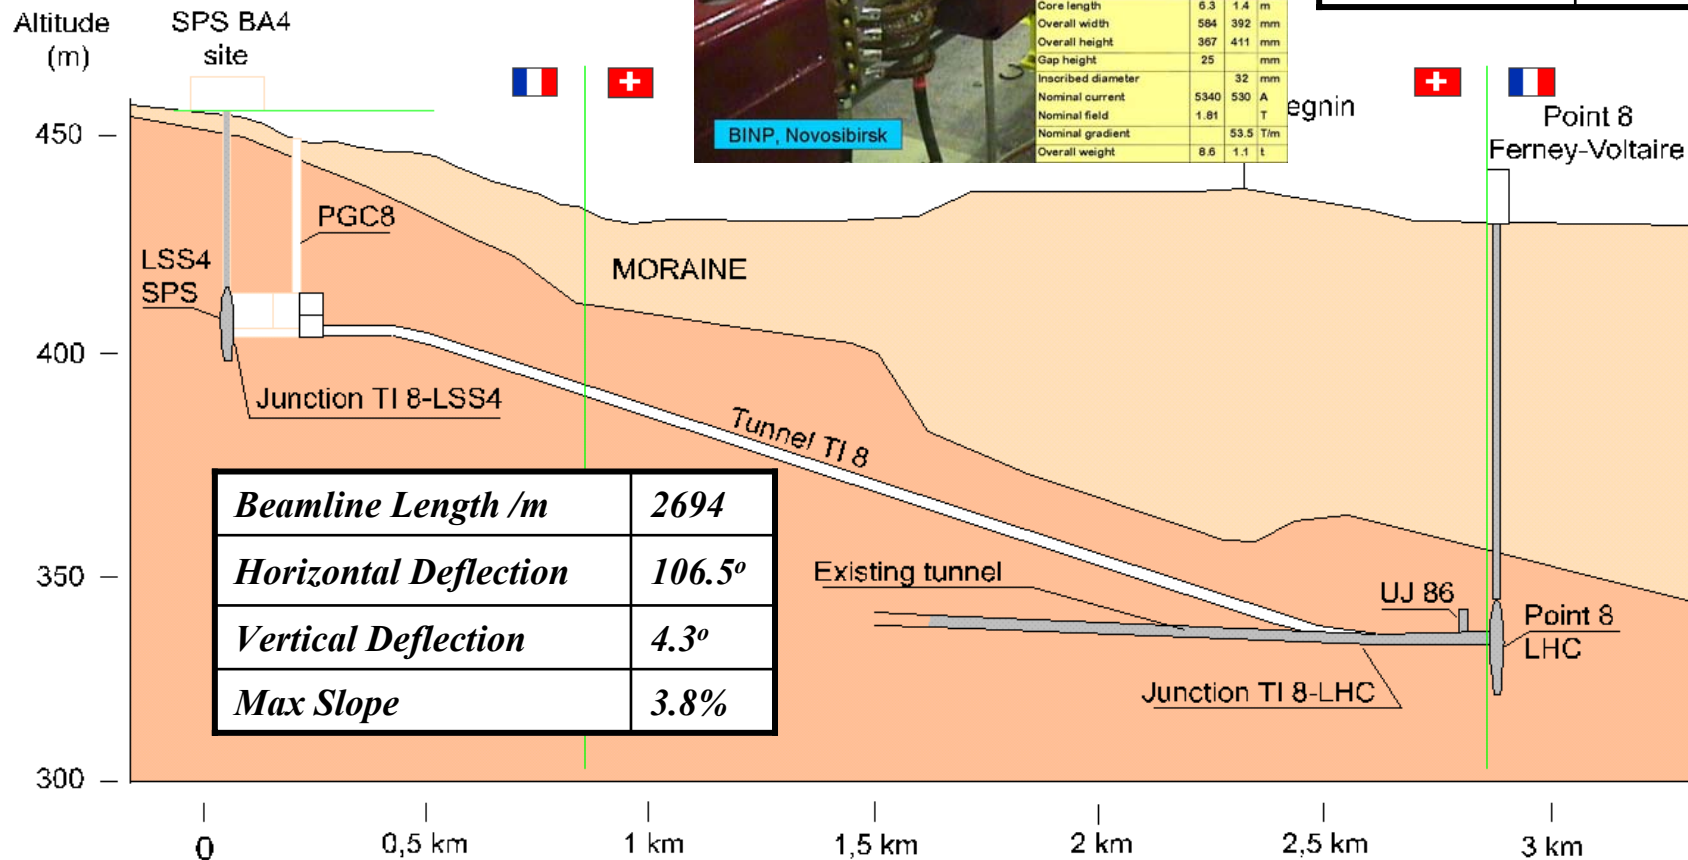 Altitude
(m)
SPS BA4
site
Core length 6.3 1.4 m
Overall width 584 392 mm
Overall height 367 411 mm
Gap height 25 mm
Inscribed diameter 32 mm
Nominal current 5340 530 A
Nominal field 1.81 T
Nominal gradient 53.5 T/m
Overall weight 8.6 1.1 t
BINP, Novosibirsk
egnin
Point 8
Ferney-Voltaire
450
PGC8
LSS4
SPS
MORAINE
400
Junction TI 8-LSS4
Tunnel TI 8
Beamline Length /m 2694
Horizontal Deflection 106.5º
Vertical Deflection 4.3º
Max Slope 3.8%
350
Existing tunnel
UJ 86
Point 8
LHC
Junction TI 8-LHC
300
0
0,5 km
1 km
1,5 km
2 km
2,5 km
3 km